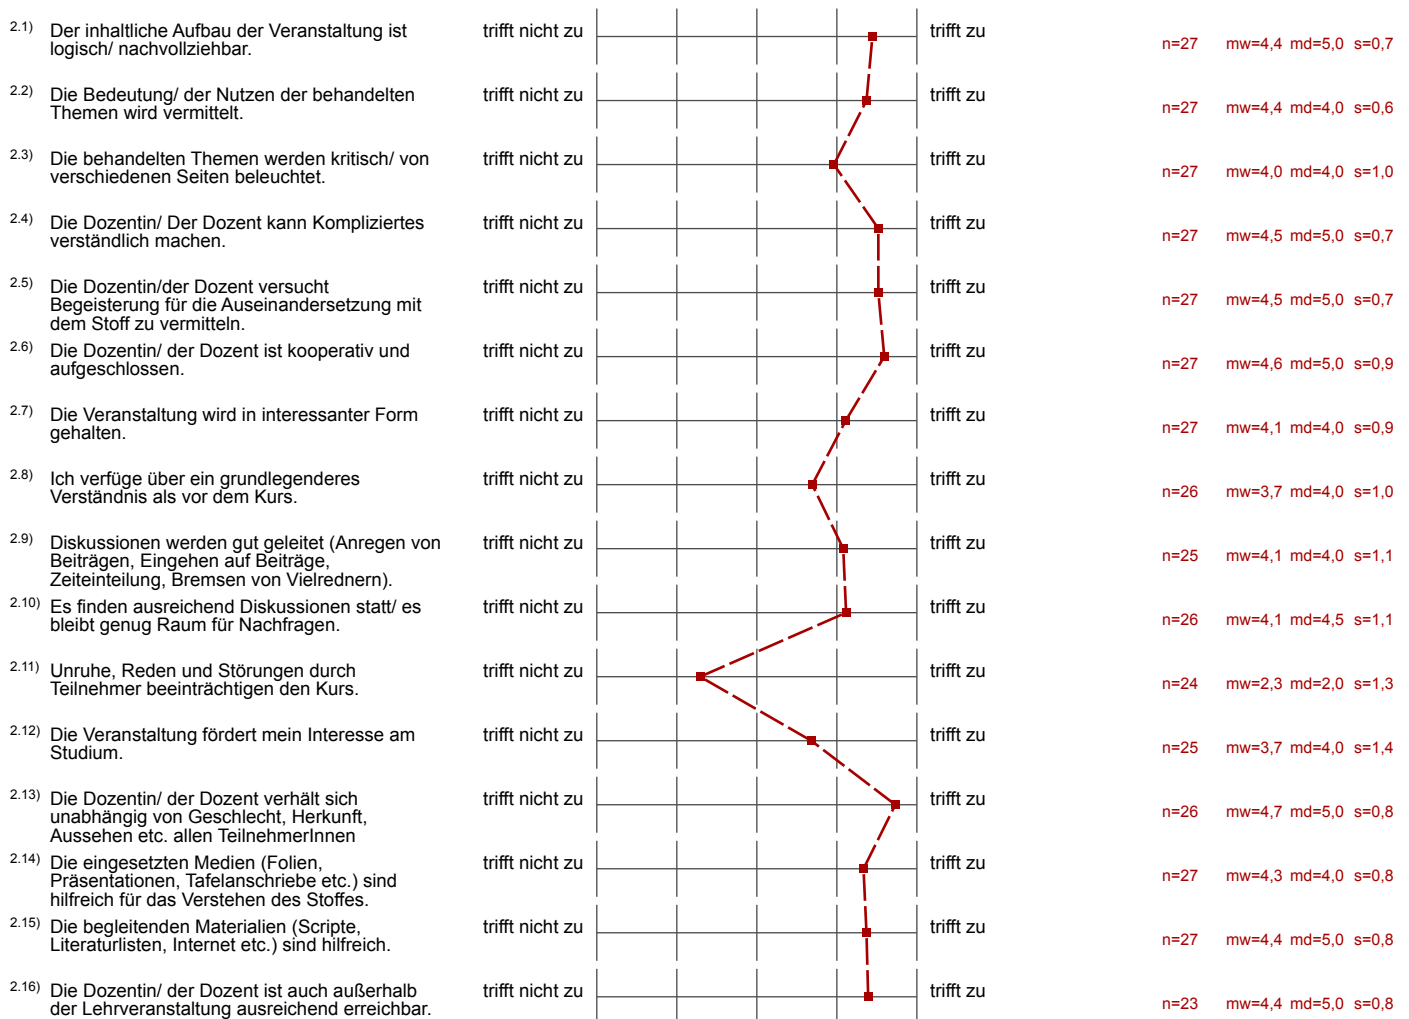 2.1) Der inhaltliche Aufbau der Veranstaltung ist
logisch/ nachvollziehbar.
trifft nicht zu trifft zu
n=27 mw=4,4 md=5,0 s=0,7
2.2) Die Bedeutung/ der Nutzen der behandelten
Themen wird vermittelt.
trifft nicht zu trifft zu
n=27 mw=4,4 md=4,0 s=0,6
2.3) Die behandelten Themen werden kritisch/ von
verschiedenen Seiten beleuchtet.
trifft nicht zu trifft zu
n=27 mw=4,0 md=4,0 s=1,0
2.4) Die Dozentin/ Der Dozent kann Kompliziertes
verständlich machen.
trifft nicht zu trifft zu
n=27 mw=4,5 md=5,0 s=0,7
2.5) Die Dozentin/der Dozent versucht
Begeisterung für die Auseinandersetzung mit
dem Stoff zu vermitteln.
trifft nicht zu trifft zu
n=27 mw=4,5 md=5,0 s=0,7
2.6) Die Dozentin/ der Dozent ist kooperativ und
aufgeschlossen.
trifft nicht zu trifft zu
n=27 mw=4,6 md=5,0 s=0,9
2.7) Die Veranstaltung wird in interessanter Form
gehalten.
trifft nicht zu trifft zu
n=27 mw=4,1 md=4,0 s=0,9
2.8) Ich verfüge über ein grundlegenderes
Verständnis als vor dem Kurs.
trifft nicht zu trifft zu
n=26 mw=3,7 md=4,0 s=1,0
2.9) Diskussionen werden gut geleitet (Anregen von
Beiträgen, Eingehen auf Beiträge,
Zeiteinteilung, Bremsen von Vielrednern).
trifft nicht zu trifft zu
n=25 mw=4,1 md=4,0 s=1,1
2.10) Es finden ausreichend Diskussionen statt/ es
bleibt genug Raum für Nachfragen.
trifft nicht zu trifft zu
n=26 mw=4,1 md=4,5 s=1,1
2.11) Unruhe, Reden und Störungen durch
Teilnehmer beeinträchtigen den Kurs.
trifft nicht zu trifft zu
n=24 mw=2,3 md=2,0 s=1,3
2.12) Die Veranstaltung fördert mein Interesse am
Studium.
trifft nicht zu trifft zu
n=25 mw=3,7 md=4,0 s=1,4
2.13) Die Dozentin/ der Dozent verhält sich
unabhängig von Geschlecht, Herkunft,
Aussehen etc. allen TeilnehmerInnen
trifft nicht zu trifft zu
n=26 mw=4,7 md=5,0 s=0,8
2.14) Die eingesetzten Medien (Folien,
Präsentationen, Tafelanschriebe etc.) sind
hilfreich für das Verstehen des Stoffes.
trifft nicht zu trifft zu
n=27 mw=4,3 md=4,0 s=0,8
2.15) Die begleitenden Materialien (Scripte,
Literaturlisten, Internet etc.) sind hilfreich.
trifft nicht zu trifft zu
n=27 mw=4,4 md=5,0 s=0,8
2.16) Die Dozentin/ der Dozent ist auch außerhalb
der Lehrveranstaltung ausreichend erreichbar.
trifft nicht zu trifft zu
n=23 mw=4,4 md=5,0 s=0,8